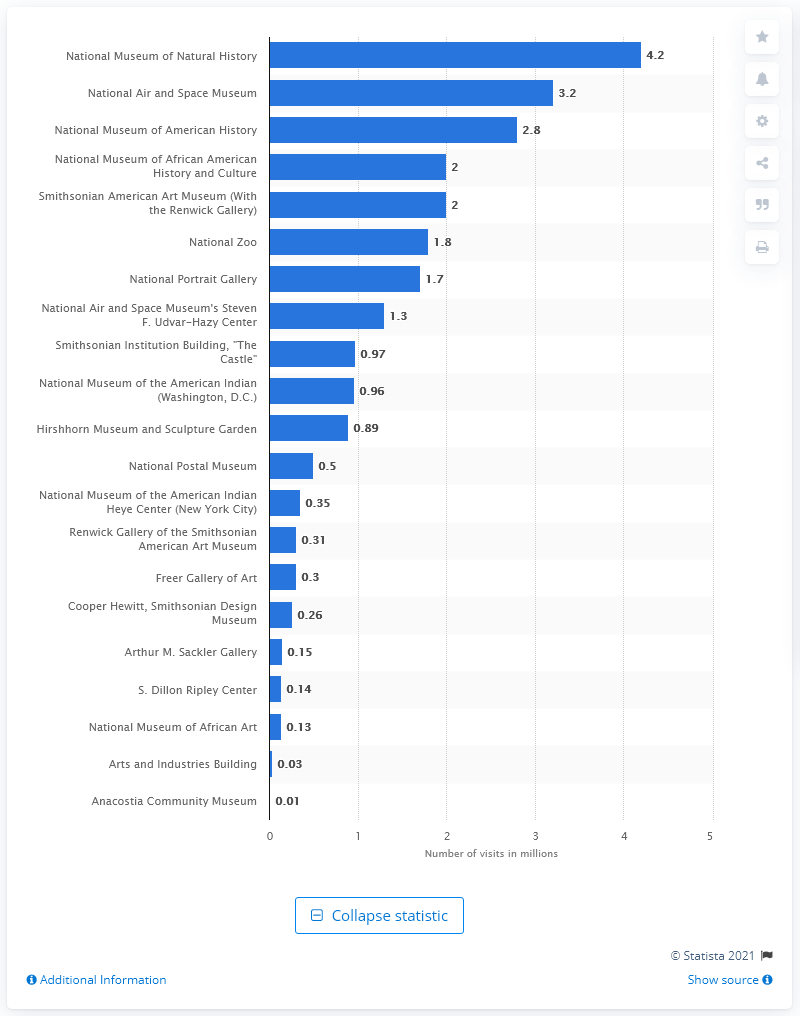 National Museum of Natural History
4.2
National Air and Space Museum
3.2
National Museum of American History
2.8
National Museum of African American
History and Culture
2
Smithsonian American Art Museum (With
the Renwick Gallery)
2
National Zoo
1.8
National Portrait Gallery
1.7
National Air and Space Museum's Steven
F. Udvar-Hazy Center
1.3
Smithsonian Institution Building, "The
Castle"
0.97
National Museum of the American Indian
(Washington, D.C.)
0.96
Hirshhorn Museum and Sculpture Garden
0.89
National Postal Museum
0.5
National Museum of the American Indian
Heye Center (New York City)
0.35
Renwick Gallery of the Smithsonian
American Art Museum
0.31
Freer Gallery of Art
0.3
Cooper Hewitt, Smithsonian Design
Museum
0.26
Arthur M. Sackler Gallery
0.15
S. Dillon Ripley Center
0.14
National Museum of African Art
0.13
Arts and Industries Building
0.03
Anacostia Community Museum
0.01
0 1 2 3 4 5
Number of visits in millions
Collapse statistic
© Statista 2021
Additional Information
Show source